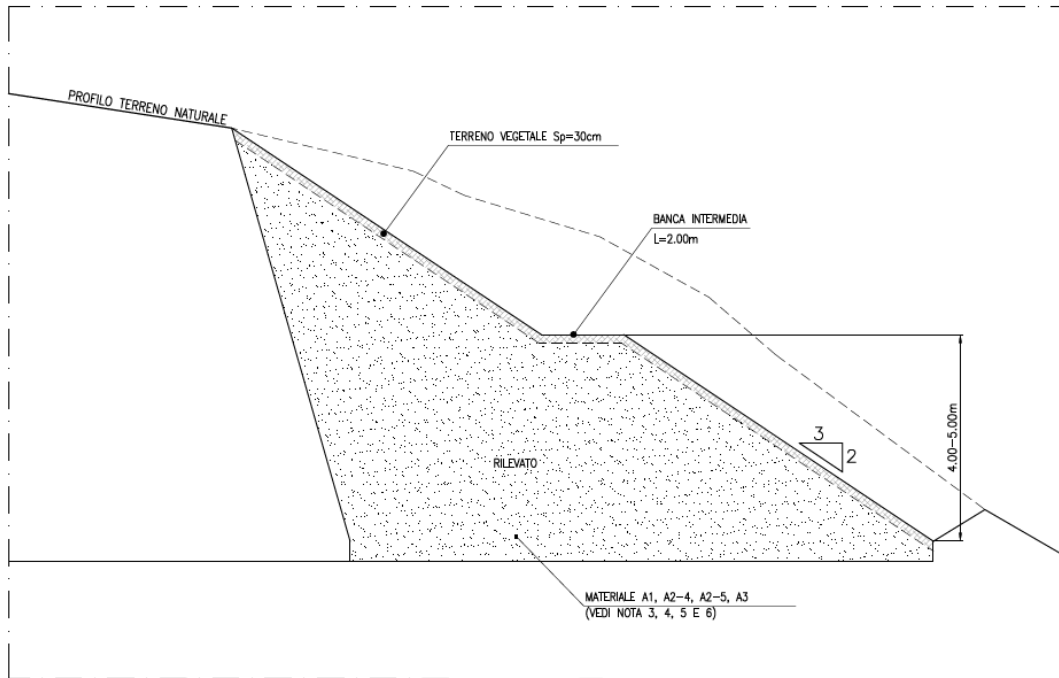 PROFILO TERRENO NATURALE
TERRENO VEGETALE Sp=30cm
BANCA INTERMEDIA
L=2.00m
3
2
4.00-5.00m
RILEVATO
MATERIALE A1, A2-4, A2-5, A3
(VEDI NOTA 3, 4, 5 E 6)